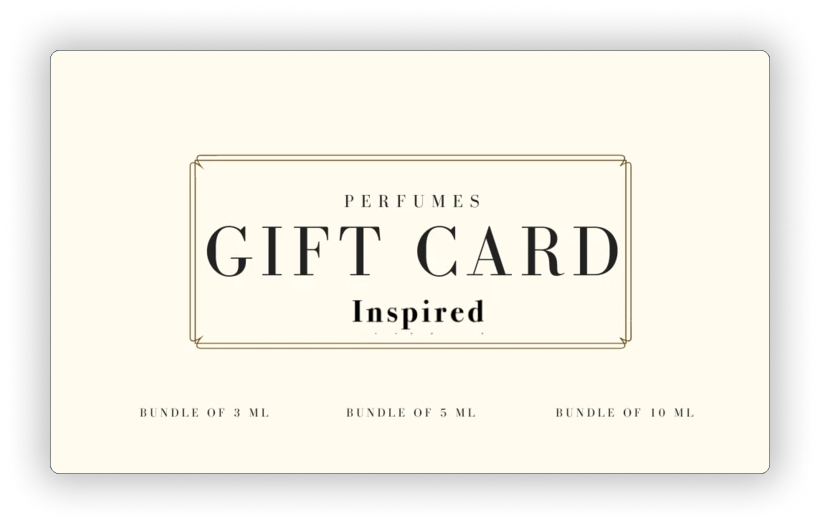 PERFUMES
GIFT CARD
Inspired
BUNDLE OF 3 ML
BUNDLE OF 5 ML
BUNDLE OF 10 ML